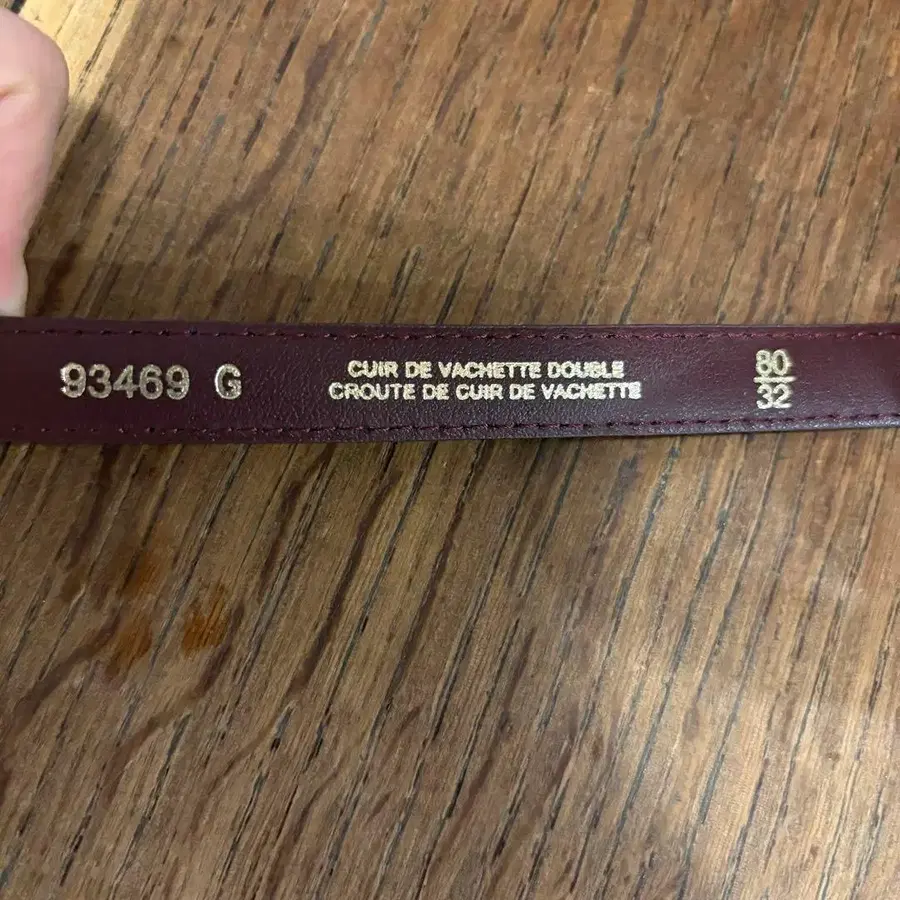 93469 G
CUIR DE VACHETTE DOUBLE
CROUTE DE CUIR DE VACHETTE
80
32